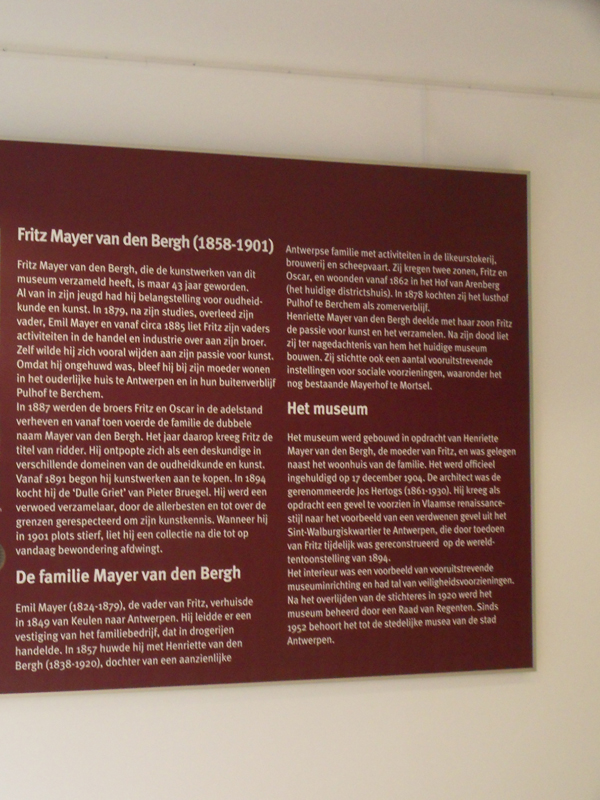 Fritz Mayer van den Bergh (1858-1901)
Fritz Mayer van den Bergh, die de kunstwerken van dit
museum verzameld heeft, is maar 43 jaar geworden.
Al van in zijn jeugd had hij belangstelling voor oudheid-
kunde en kunst. In 1879, na zijn studies, overleed zijn
vader, Emil Mayer en vanaf circa 1885 liet Fritz zijn vaders
activiteiten in de handel en industrie over aan zijn broer.
Zelf wilde hij zich vooral wijden aan zijn passie voor kunst.
Omdat hij ongehuwd was, bleef hij bij zijn moeder wonen
in het ouderlijke huis te Antwerpen en in hun buitenverblijf
Pulhof te Berchem.
In 1887 werden de broers Fritz en Oscar in de adelstand
verheven en vanaf toen voerde de familie de dubbele
naam Mayer van den Bergh. Het jaar daarop kreeg Fritz de
titel van ridder. Hij ontpopte zich als een deskundige in
verschillende domeinen van de oudheidkunde en kunst.
Vanaf 1891 begon hij kunstwerken aan te kopen. In 1894
kocht hij de 'Dulle Griet' van Pieter Bruegel. Hij werd een
verwoed verzamelaar, door de allerbesten en tot over de
grenzen gerespecteerd om zijn kunstkennis. Wanneer hij
in 1901 plots stierf, liet hij een collectie na die tot op
vandaag bewondering afdwingt.
De familie Mayer van den Bergh
Emil Mayer (1824-1879), de vader van Fritz, verhuisde
in 1849 van Keulen naar Antwerpen. Hij leidde er een
vestiging van het familiebedrijf, dat in drogerijen
handelde. In 1857 huwde hij met Henriette van den
Bergh (1838-1920), dochter van een aanzienlijke
Antwerpse familie met activiteiten in de likeurstokerij,
brouwerij en scheepvaart. Zij kregen twee zonen, Fritz en
Oscar, en woonden vanaf 1862 in het Hof van Arenberg
(het huidige districtshuis). In 1878 kochten zij het lusthof
Pulhof te Berchem als zomerverblijf.
Henriette Mayer van den Bergh deelde met haar zoon Fritz
de passie voor kunst en het verzamelen. Na zijn dood liet
zij ter nagedachtenis van hem het huidige museum
bouwen. Zij stichtte ook een aantal vooruitstrevende
instellingen voor sociale voorzieningen, waaronder het
nog bestaande Mayerhof te Mortsel.
Het museum
Het museum werd gebouwd in opdracht van Henriette
Mayer van den Bergh, de moeder van Fritz, en was gelegen
naast het woonhuis van de familie. Het werd officieel
ingehuldigd op 17 december 1904. De architect was de
gerenommeerde Jos Hertogs (1861-1930). Hij kreeg als
opdracht een gevel te voorzien in Vlaamse renaissance-
stijl naar het voorbeeld van een verdwenen gevel uit het
Sint-Walburgiskwartier te Antwerpen, die door toedoen
van Fritz tijdelijk was gereconstrueerd op de wereld-
tentoonstelling van 1894.
Het interieur was een voorbeeld van vooruitstrevende
museuminrichting en had tal van veiligheidsvoorzieningen.
Na het overlijden van de stichteres in 1920 werd het
museum beheerd door een Raad van Regenten. Sinds
1952 behoort het tot de stedelijke musea van de stad
Antwerpen.